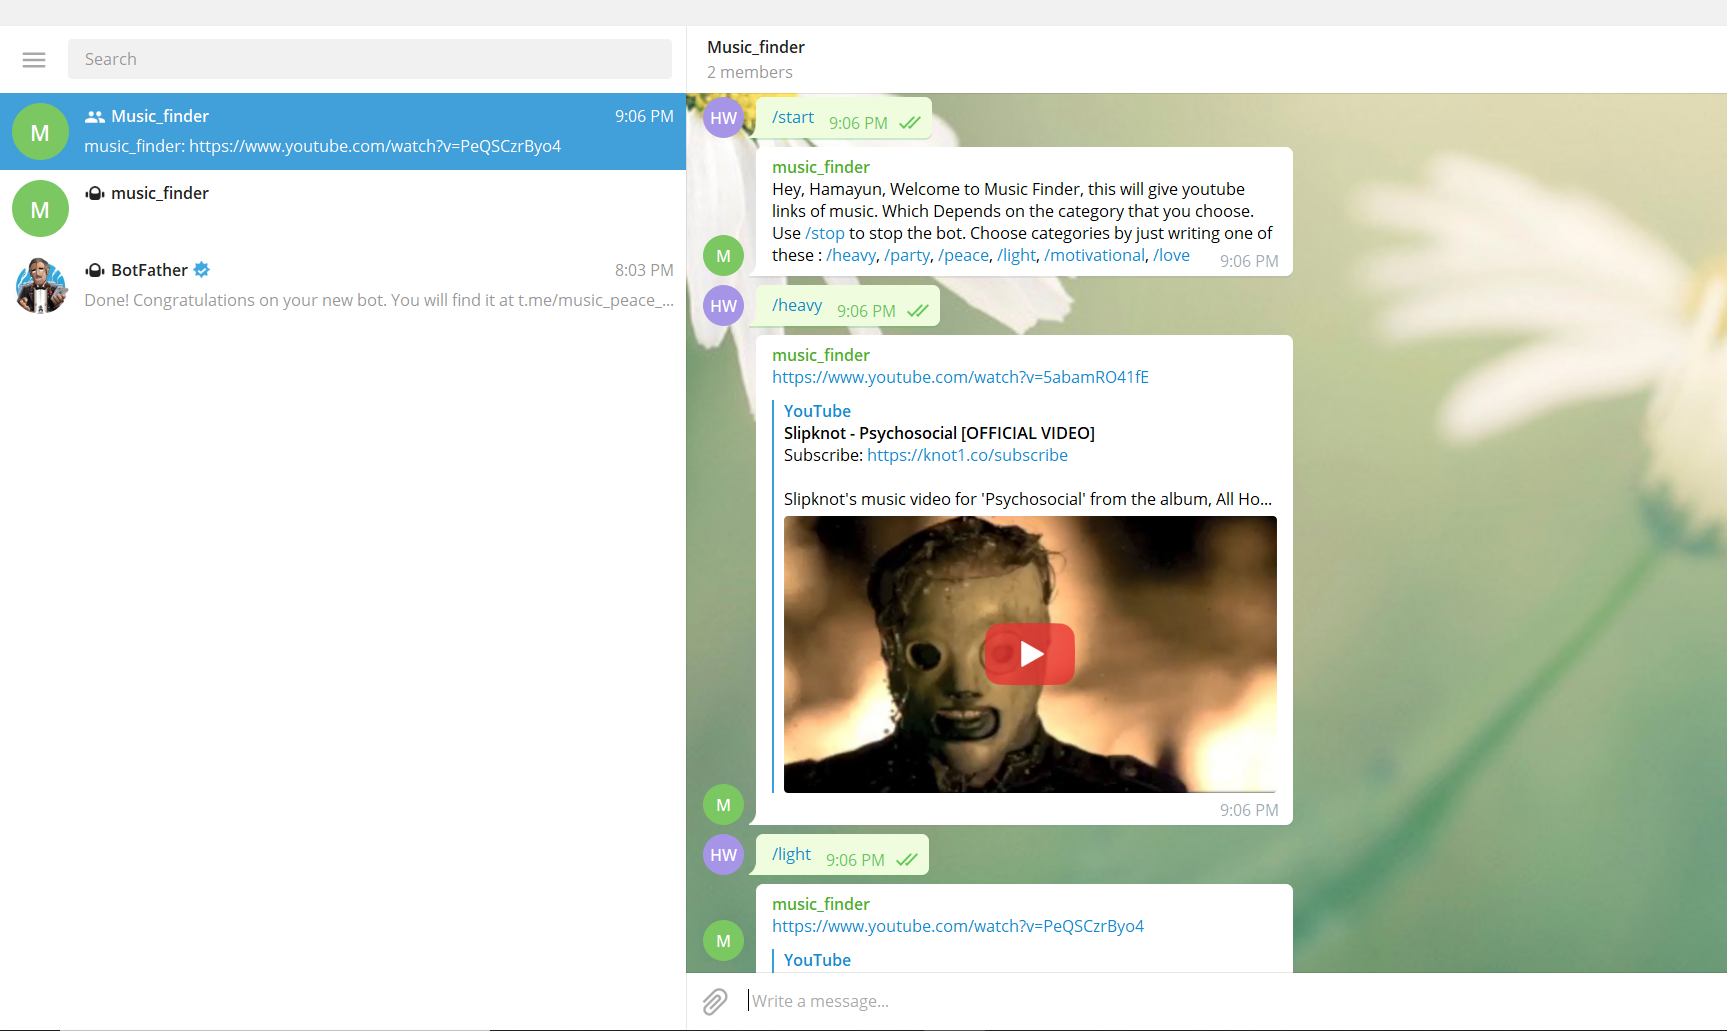 Search
M
Music_finder
9:06 PM
music_finder: https://www.youtube.com/watch?v=PeQSCzrByo4
M
music_finder
BotFather
8:03 PM
Done! Congratulations on your new bot. You will find it at t.me/music_peace_...
Music_finder
2 members
HW
/start
9:06 PM
music_finder
Hey, Hamayun, Welcome to Music Finder, this will give youtube
links of music. Which Depends on the category that you choose.
Use /stop to stop the bot. Choose categories by just writing one of
these : /heavy, /party, /peace, /light, /motivational, /love
9:06 PM
M
HW
/heavy
9:06 PM
music_finder
https://www.youtube.com/watch?v=5abamRO41fE
YouTube
Slipknot - Psychosocial [OFFICIAL VIDEO]
Subscribe: https://knot1.co/subscribe
Slipknot's music video for 'Psychosocial' from the album, All Ho...
M
9:06 PM
HW
/light
9:06 PM
music_finder
https://www.youtube.com/watch?v=PeQSCzrByo4
M
YouTube
Write a message...